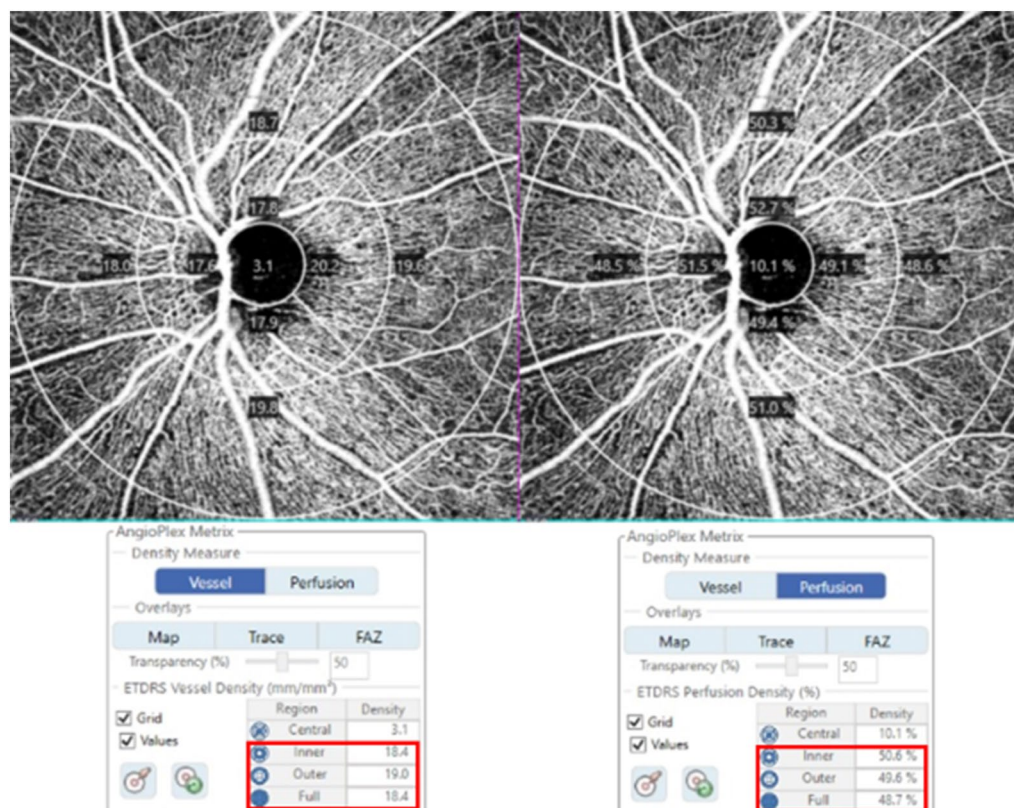 18.7
50.3 %
17.8
52.7 %
18.0
17.6
3.1
20.2
19.6
48.5 %
51.5 %
10.1 %
49.1 %
48.6 %
17.9
49.4 %
19.8
51.0 %
AngioPlex Metrix
Density Measure
Vessel Perfusion
Overlays
Map Trace FAZ
Transparency (%) 50
ETDRS Vessel Density (mm/mm²)
Grid
Values
Region Density
Central 3.1
Inner 18.4
Outer 19.0
Full 18.4
AngioPlex Metrix
Density Measure
Vessel Perfusion
Overlays
Map Trace FAZ
Transparency (%) 50
ETDRS Perfusion Density (%)
Grid
Values
Region Density
Central 10.1 %
Inner 50.6 %
Outer 49.6 %
Full 48.7 %